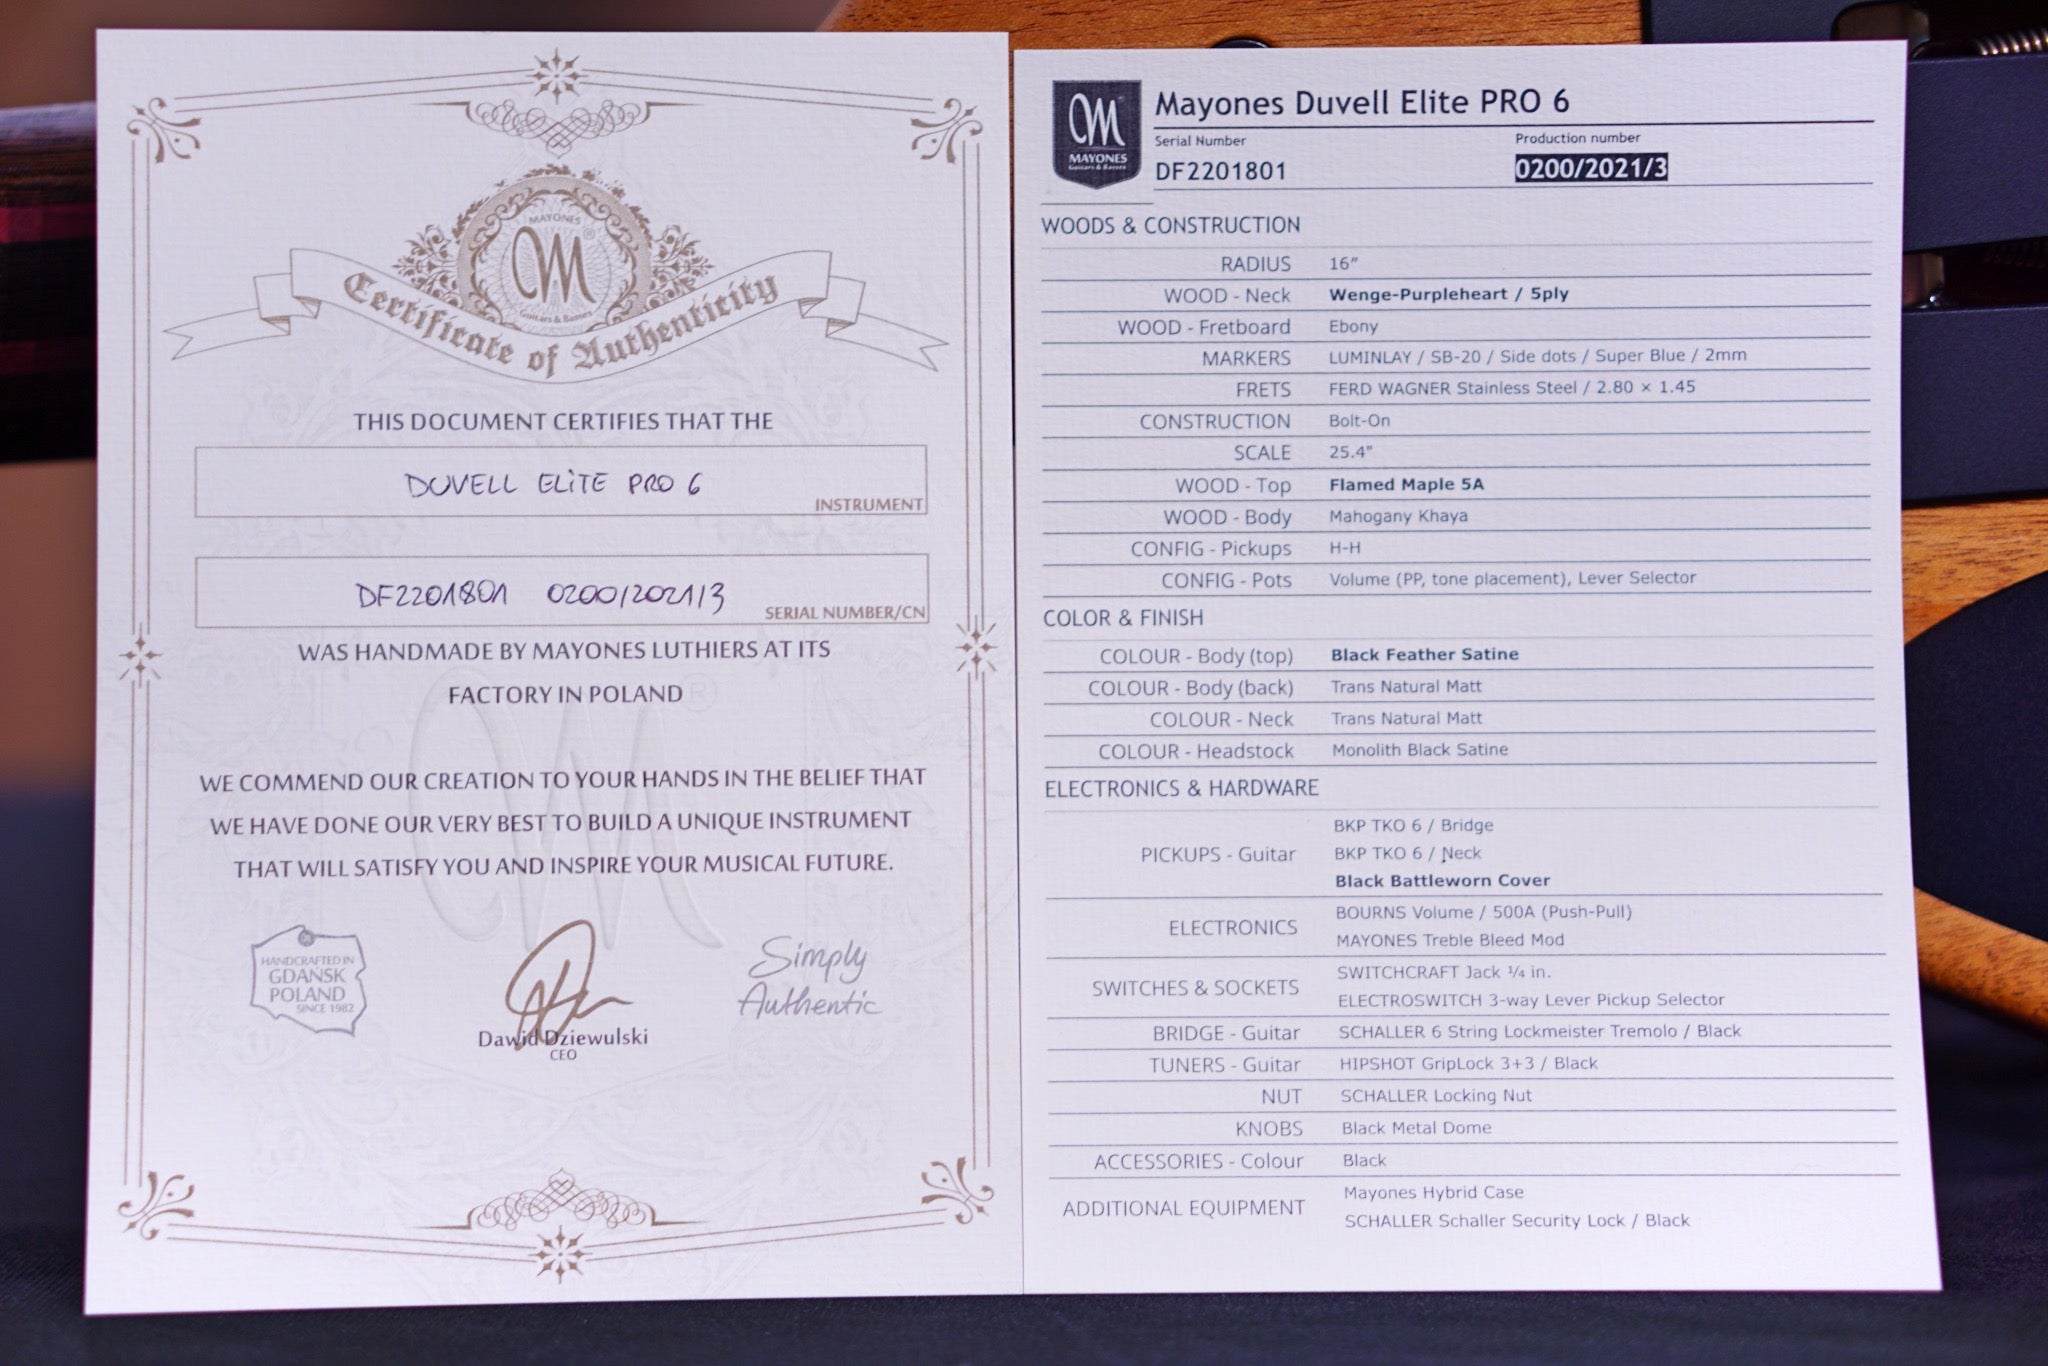 MAYONES
®
M
Guitars & Basses
Certificate of Authenticity
THIS DOCUMENT CERTIFIES THAT THE
DUVELL ELITE PRO 6
INSTRUMENT
DF2201801 0200/2021/3
SERIAL NUMBER/CN
WAS HANDMADE BY MAYONES LUTHIERS AT ITS
FACTORY IN POLAND
WE COMMEND OUR CREATION TO YOUR HANDS IN THE BELIEF THAT
WE HAVE DONE OUR VERY BEST TO BUILD A UNIQUE INSTRUMENT
THAT WILL SATISFY YOU AND INSPIRE YOUR MUSICAL FUTURE.
HANDCRAFTED IN
GDAŃSK
POLAND
SINCE 1982
Dawid Dziewulski
CEO
Simply
Authentic
M
MAYONES
Guitars & Basses
Mayones Duvell Elite PRO 6
Serial Number Production number
DF2201801 0200/2021/3
WOODS & CONSTRUCTION
RADIUS 16"
WOOD - Neck Wenge-Purpleheart / 5ply
WOOD - Fretboard Ebony
MARKERS LUMINLAY / SB-20 / Side dots / Super Blue / 2mm
FRETS FERD WAGNER Stainless Steel / 2.80 × 1.45
CONSTRUCTION Bolt-On
SCALE 25.4"
WOOD - Top Flamed Maple 5A
WOOD - Body Mahogany Khaya
CONFIG - Pickups H-H
CONFIG - Pots Volume (PP, tone placement), Lever Selector
COLOR & FINISH
COLOUR - Body (top) Black Feather Satine
COLOUR - Body (back) Trans Natural Matt
COLOUR - Neck Trans Natural Matt
COLOUR - Headstock Monolith Black Satine
ELECTRONICS & HARDWARE
PICKUPS - Guitar BKP TKO 6 / Bridge
BKP TKO 6 / Neck
Black Battleworn Cover
ELECTRONICS BOURNS Volume / 500A (Push-Pull)
MAYONES Treble Bleed Mod
SWITCHES & SOCKETS SWITCHCRAFT Jack ¼ in.
ELECTROSWITCH 3-way Lever Pickup Selector
BRIDGE - Guitar SCHALLER 6 String Lockmeister Tremolo / Black
TUNERS - Guitar HIPSHOT GripLock 3+3 / Black
NUT SCHALLER Locking Nut
KNOBS Black Metal Dome
ACCESSORIES - Colour Black
ADDITIONAL EQUIPMENT Mayones Hybrid Case
SCHALLER Schaller Security Lock / Black